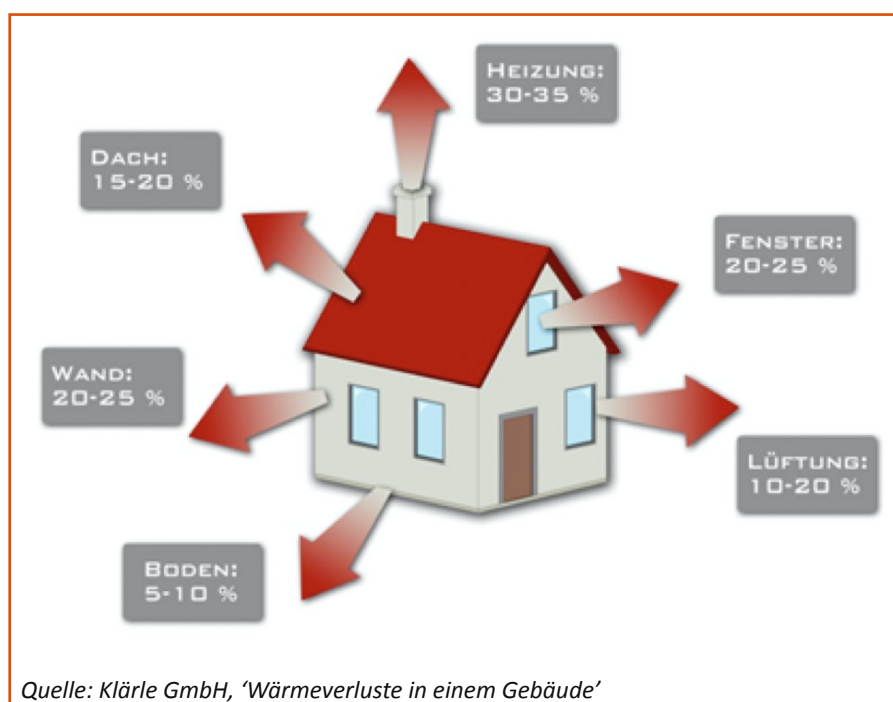 HEIZUNG:
30-35 %
DACH:
15-20 %
FENSTER:
20-25 %
WAND:
20-25 %
LÜFTUNG:
10-20 %
BODEN:
5-10 %
Quelle: Klärle GmbH, ‘Wärmeverluste in einem Gebäude’